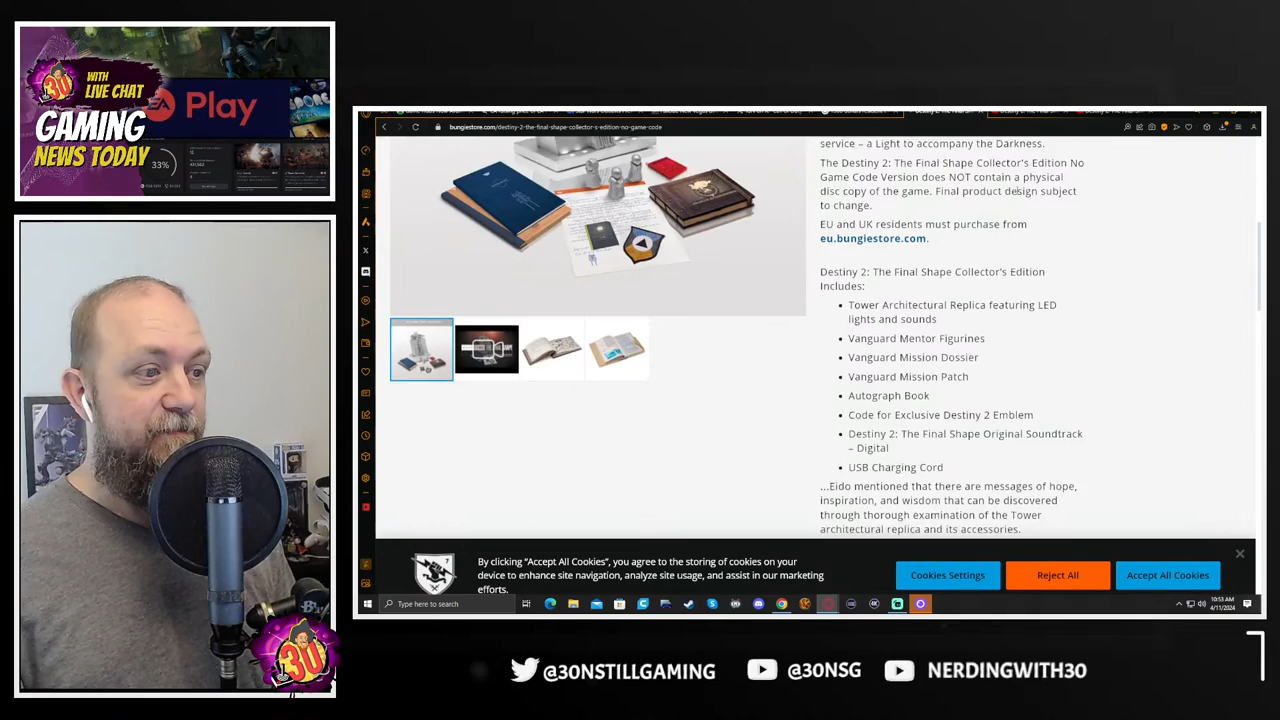 WITH
LIVE CHAT
GAMING
NEWS TODAY
30
EA Play
33%
bungiestore.com/destiny-2-the-final-shape-collector-s-edition-no-game-code
service – a Light to accompany the Darkness.
The Destiny 2: The Final Shape Collector's Edition No
Game Code Version does NOT contain a physical
disc copy of the game. Final product design subject
to change.
EU and UK residents must purchase from
eu.bungiestore.com.
Destiny 2: The Final Shape Collector's Edition
Includes:
• Tower Architectural Replica featuring LED
lights and sounds
• Vanguard Mentor Figurines
• Vanguard Mission Dossier
• Vanguard Mission Patch
• Autograph Book
• Code for Exclusive Destiny 2 Emblem
• Destiny 2: The Final Shape Original Soundtrack
– Digital
• USB Charging Cord
...Eido mentioned that there are messages of hope,
inspiration, and wisdom that can be discovered
through thorough examination of the Tower
architectural replica and its accessories.
By clicking “Accept All Cookies”, you agree to the storing of cookies on your
device to enhance site navigation, analyze site usage, and assist in our marketing
efforts.
Cookies Settings
Reject All
Accept All Cookies
Type here to search
10:53 AM
4/11/2024
30
@30NSTILLGAMING
@30NSG
NERDINGWITH30